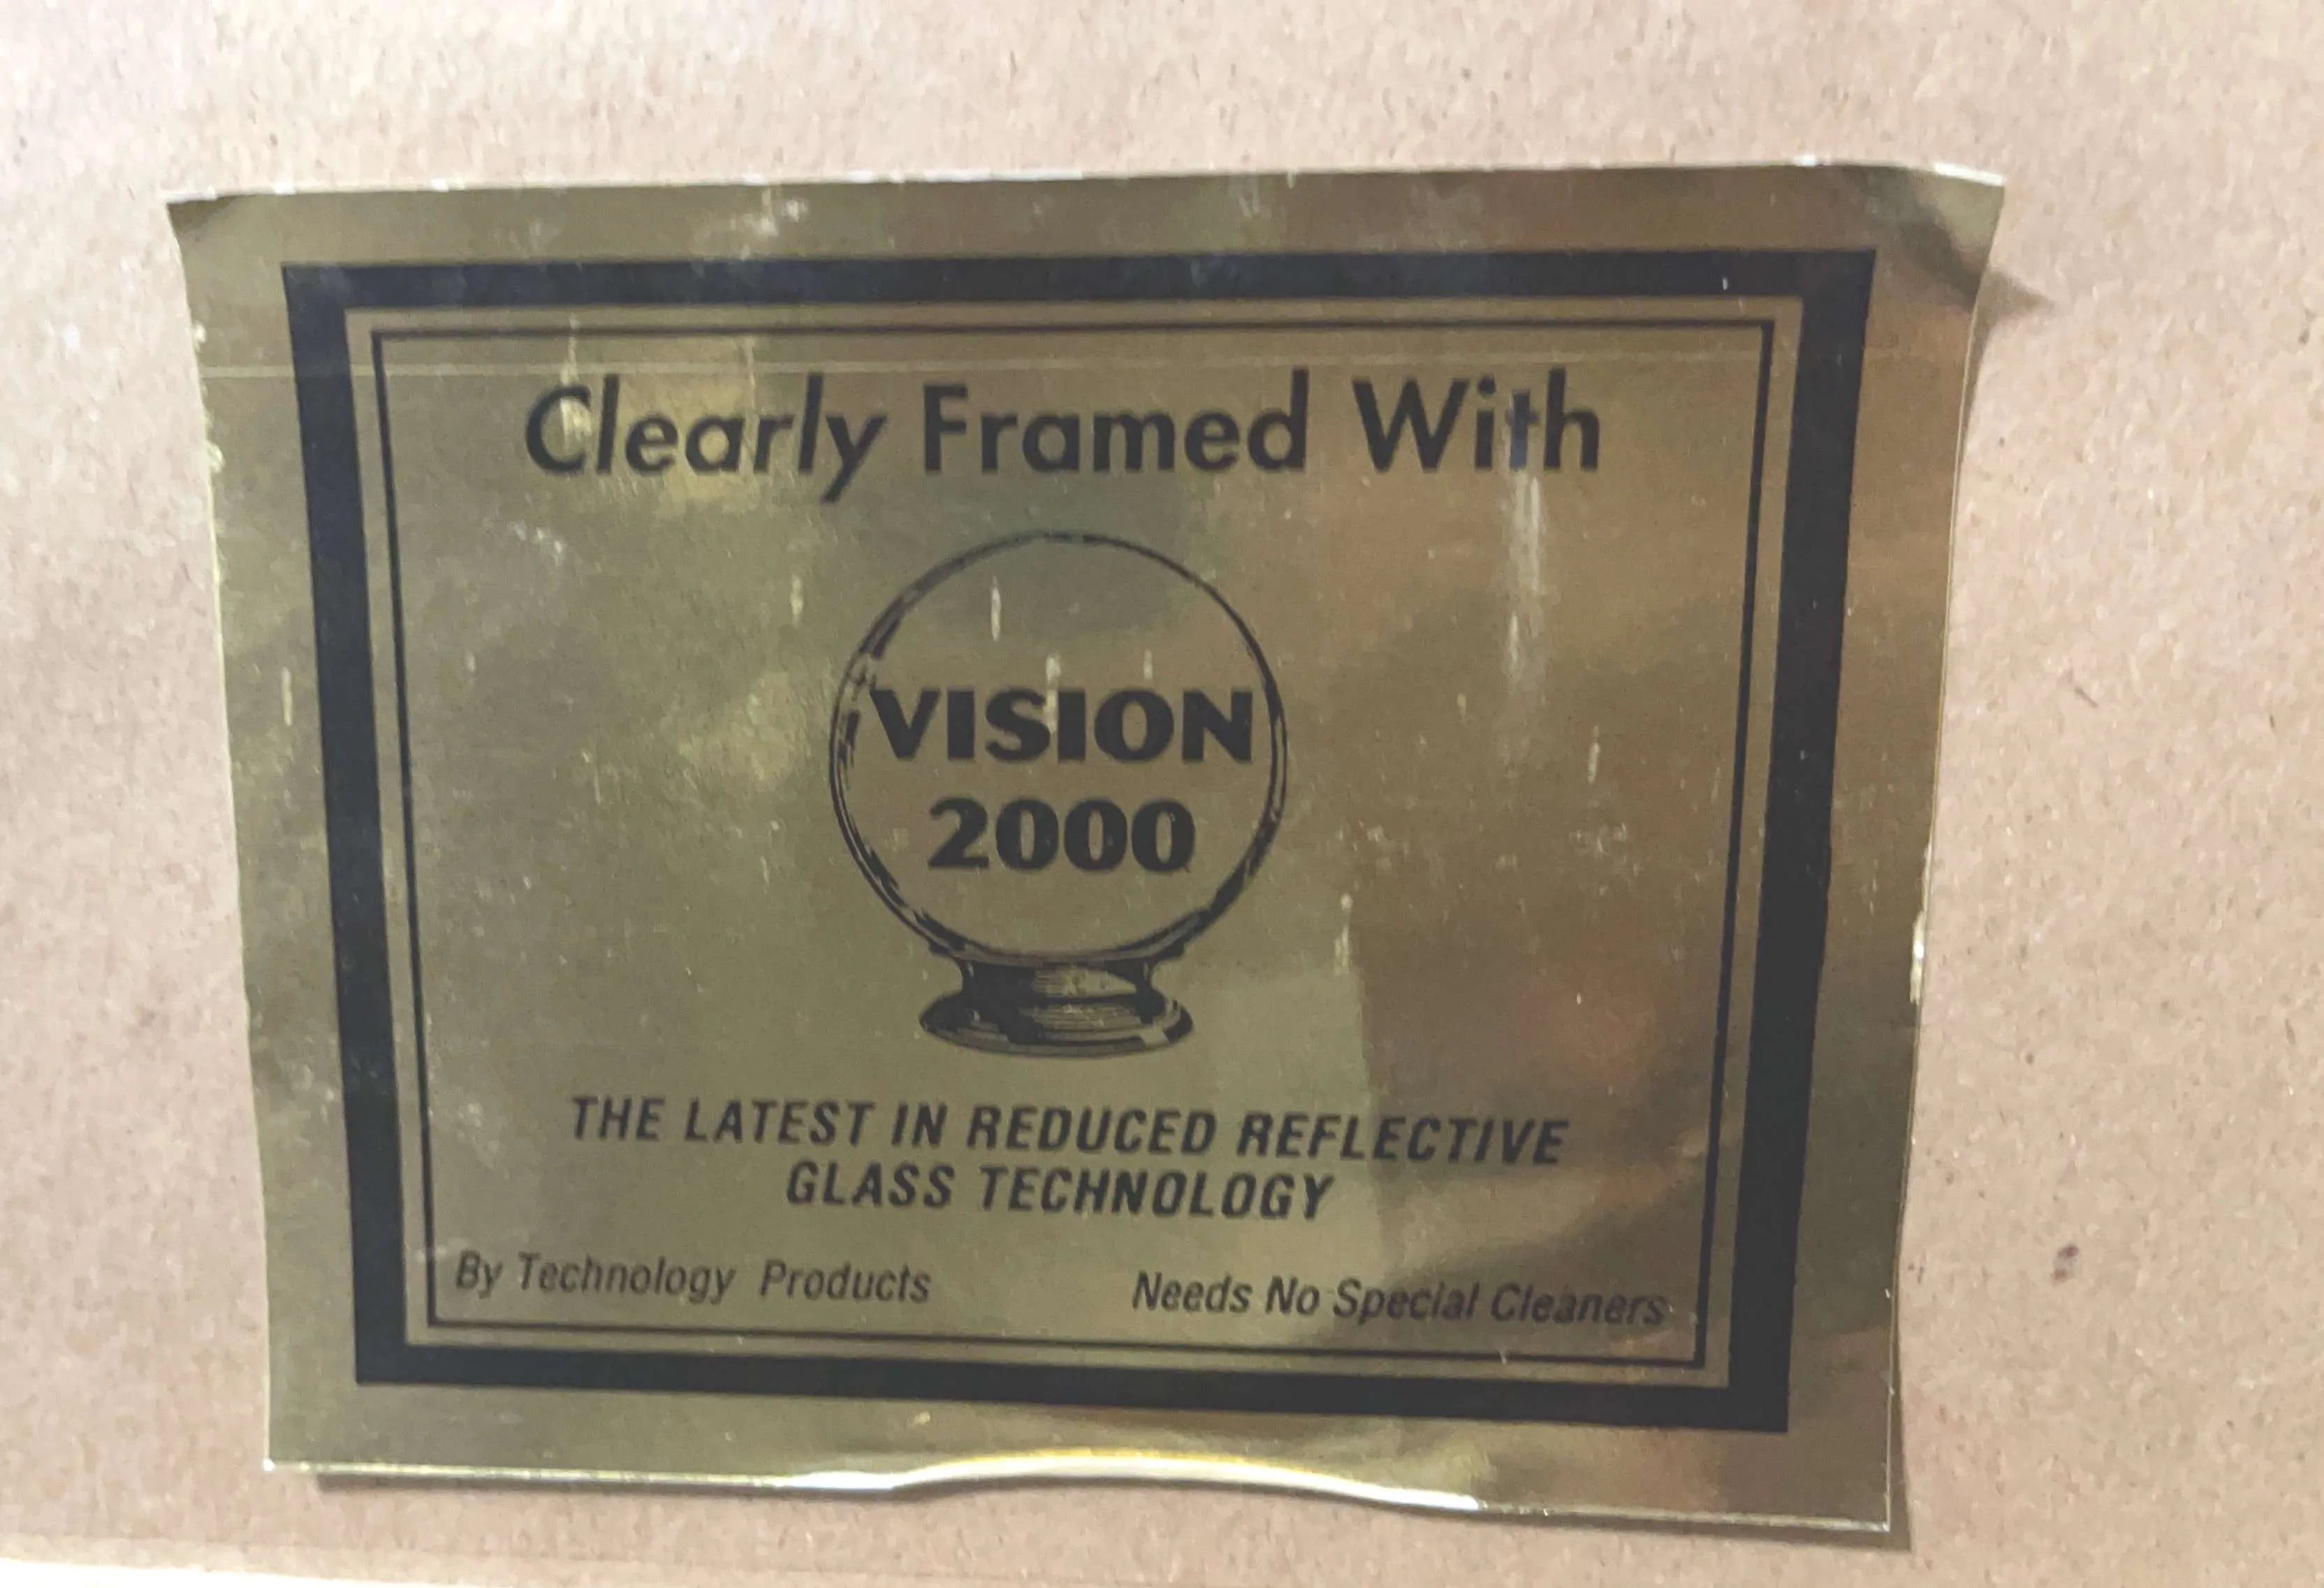 Clearly Framed With
VISION
2000
THE LATEST IN REDUCED REFLECTIVE
GLASS TECHNOLOGY
By Technology Products
Needs No Special Cleaners